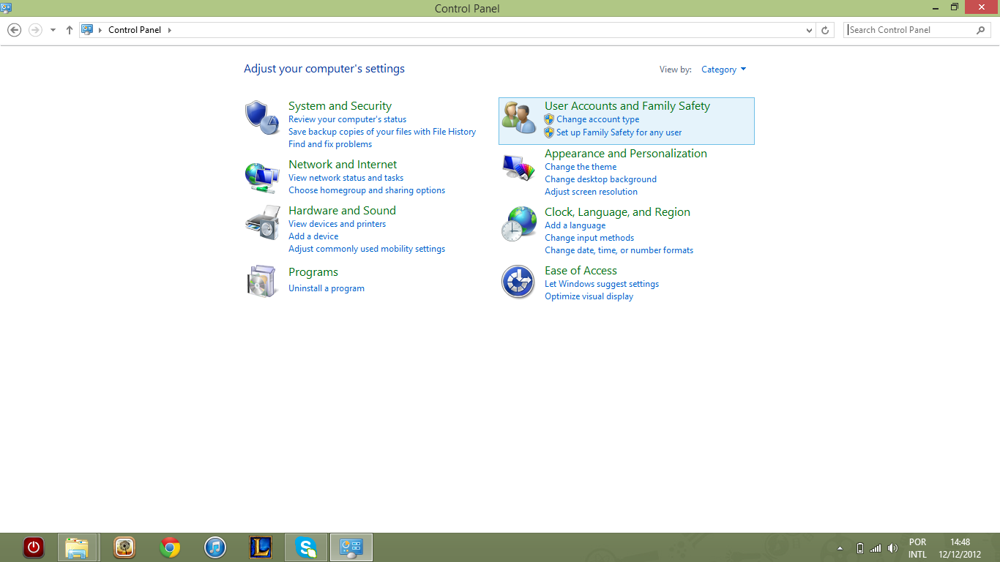 Control Panel
Control Panel
Search Control Panel
Adjust your computer's settings
View by: Category
System and Security
Review your computer's status
Save backup copies of your files with File History
Find and fix problems
Network and Internet
View network status and tasks
Choose homegroup and sharing options
Hardware and Sound
View devices and printers
Add a device
Adjust commonly used mobility settings
Programs
Uninstall a program
User Accounts and Family Safety
Change account type
Set up Family Safety for any user
Appearance and Personalization
Change the theme
Change desktop background
Adjust screen resolution
Clock, Language, and Region
Add a language
Change input methods
Change date, time, or number formats
Ease of Access
Let Windows suggest settings
Optimize visual display
L
S
POR
INTL
14:48
12/12/2012